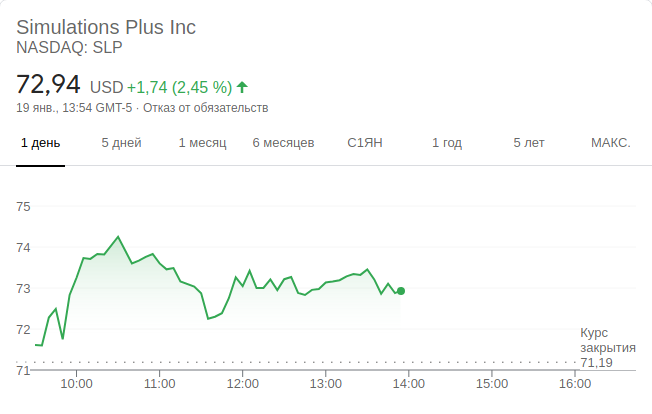 Simulations Plus Inc
NASDAQ: SLP
72,94 USD +1,74 (2,45 %)
19 янв., 13:54 GMT-5 · Отказ от обязательств
1 день 5 дней 1 месяц 6 месяцев С1ЯН 1 год 5 лет МАКС.
75
74
73
72
Курс
закрытия
71,19
71
10:00 11:00 12:00 13:00 14:00 15:00 16:00